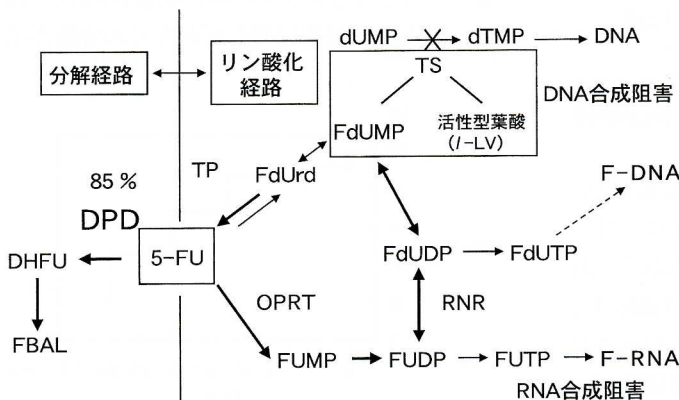 dUMP dTMP DNA
TS
分解経路
リン酸化
経路
DNA合成阻害
FdUMP
活性型葉酸
(l-LV)
TP
FdUrd
F-DNA
85 %
DPD
5-FU
DHFU
FdUDP FdUTP
OPRT
RNR
FBAL
FUMP FUDP FUTP F-RNA
RNA合成阻害